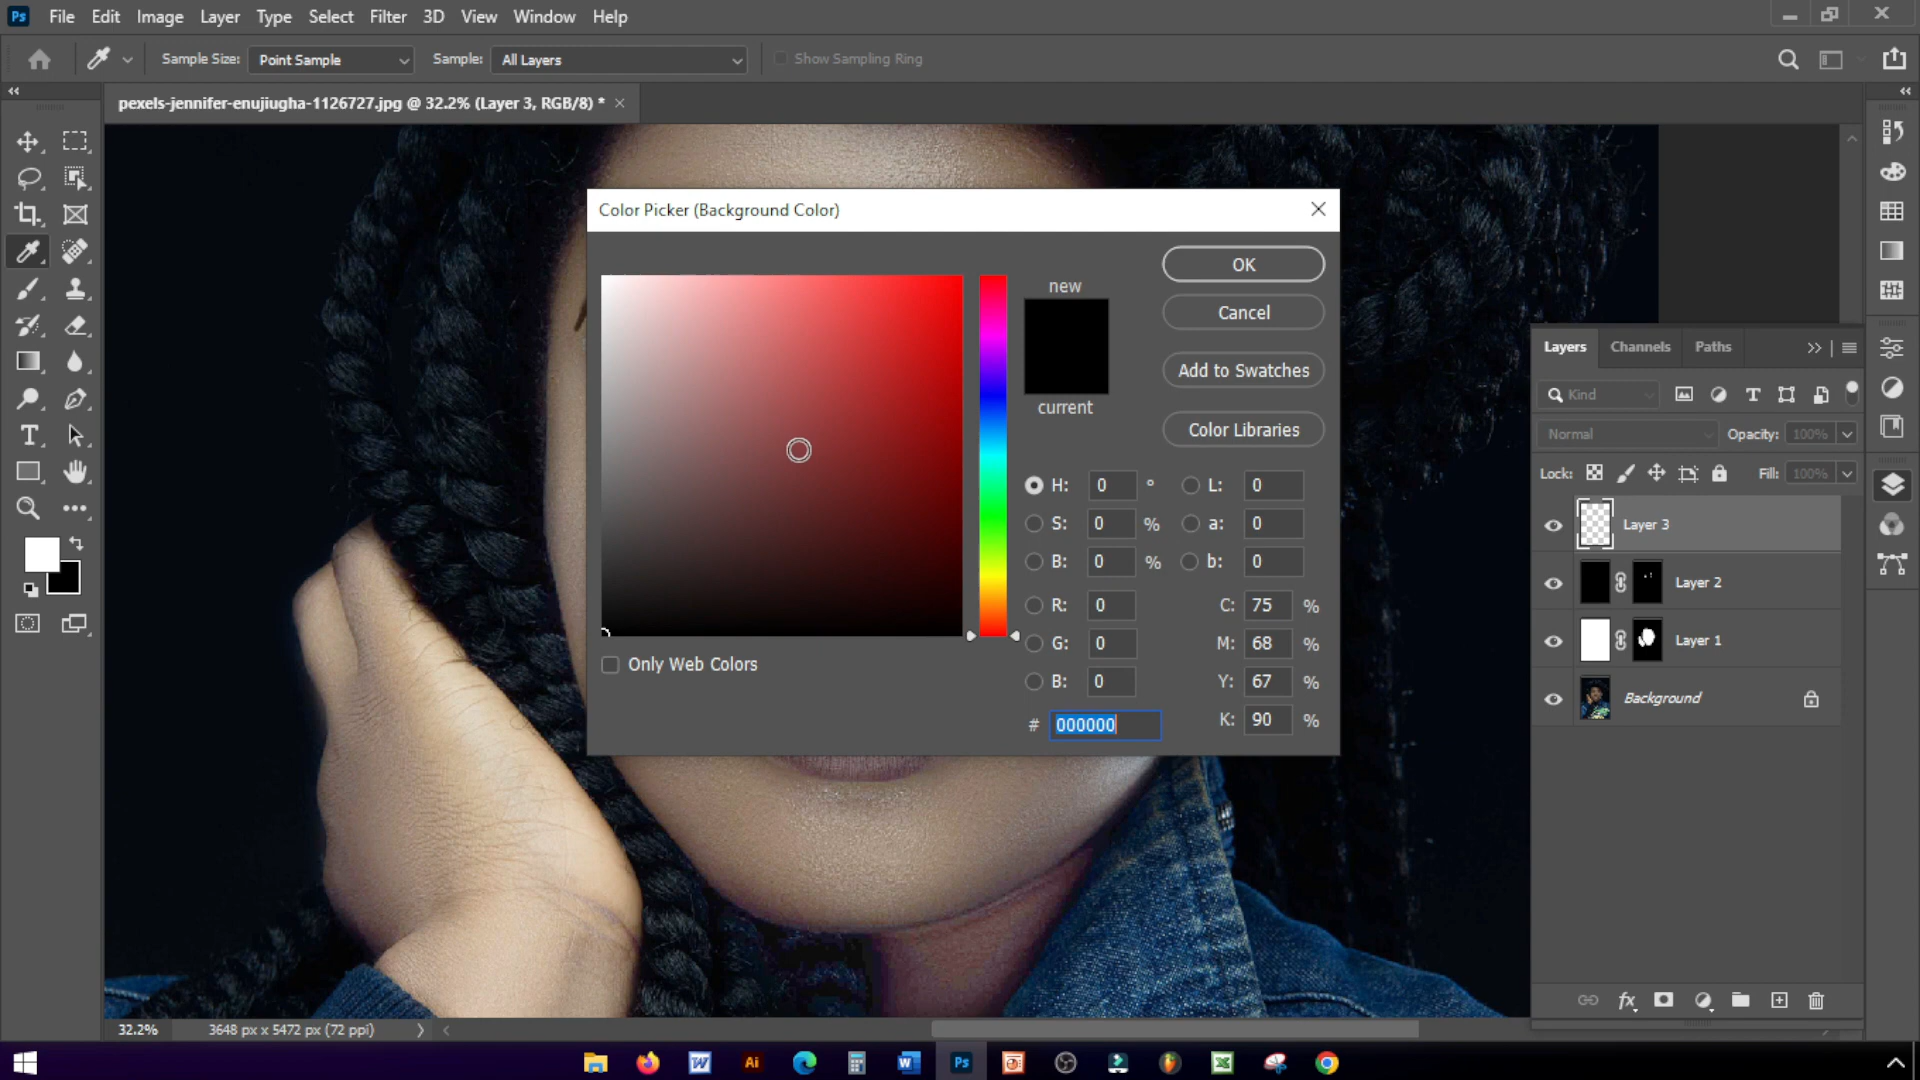 Ps File Edit Image Layer Type Select Filter 3D View Window Help
Sample Size: Point Sample Sample: All Layers Show Sampling Ring
pexels-jennifer-enujiugha-1126727.jpg @ 32.2% (Layer 3, RGB/8) *
Color Picker (Background Color)
new
current
OK
Cancel
Add to Swatches
Color Libraries
H: 0 ° L: 0
S: 0 % a: 0
B: 0 % b: 0
R: 0 C: 75 %
G: 0 M: 68 %
B: 0 Y: 67 %
# 000000 K: 90 %
Only Web Colors
Layers Channels Paths
Kind
Normal Opacity: 100%
Lock: Fill: 100%
Layer 3
Layer 2
Layer 1
Background
fx
32.2% 3648 px x 5472 px (72 ppi)
W Ai W Ps